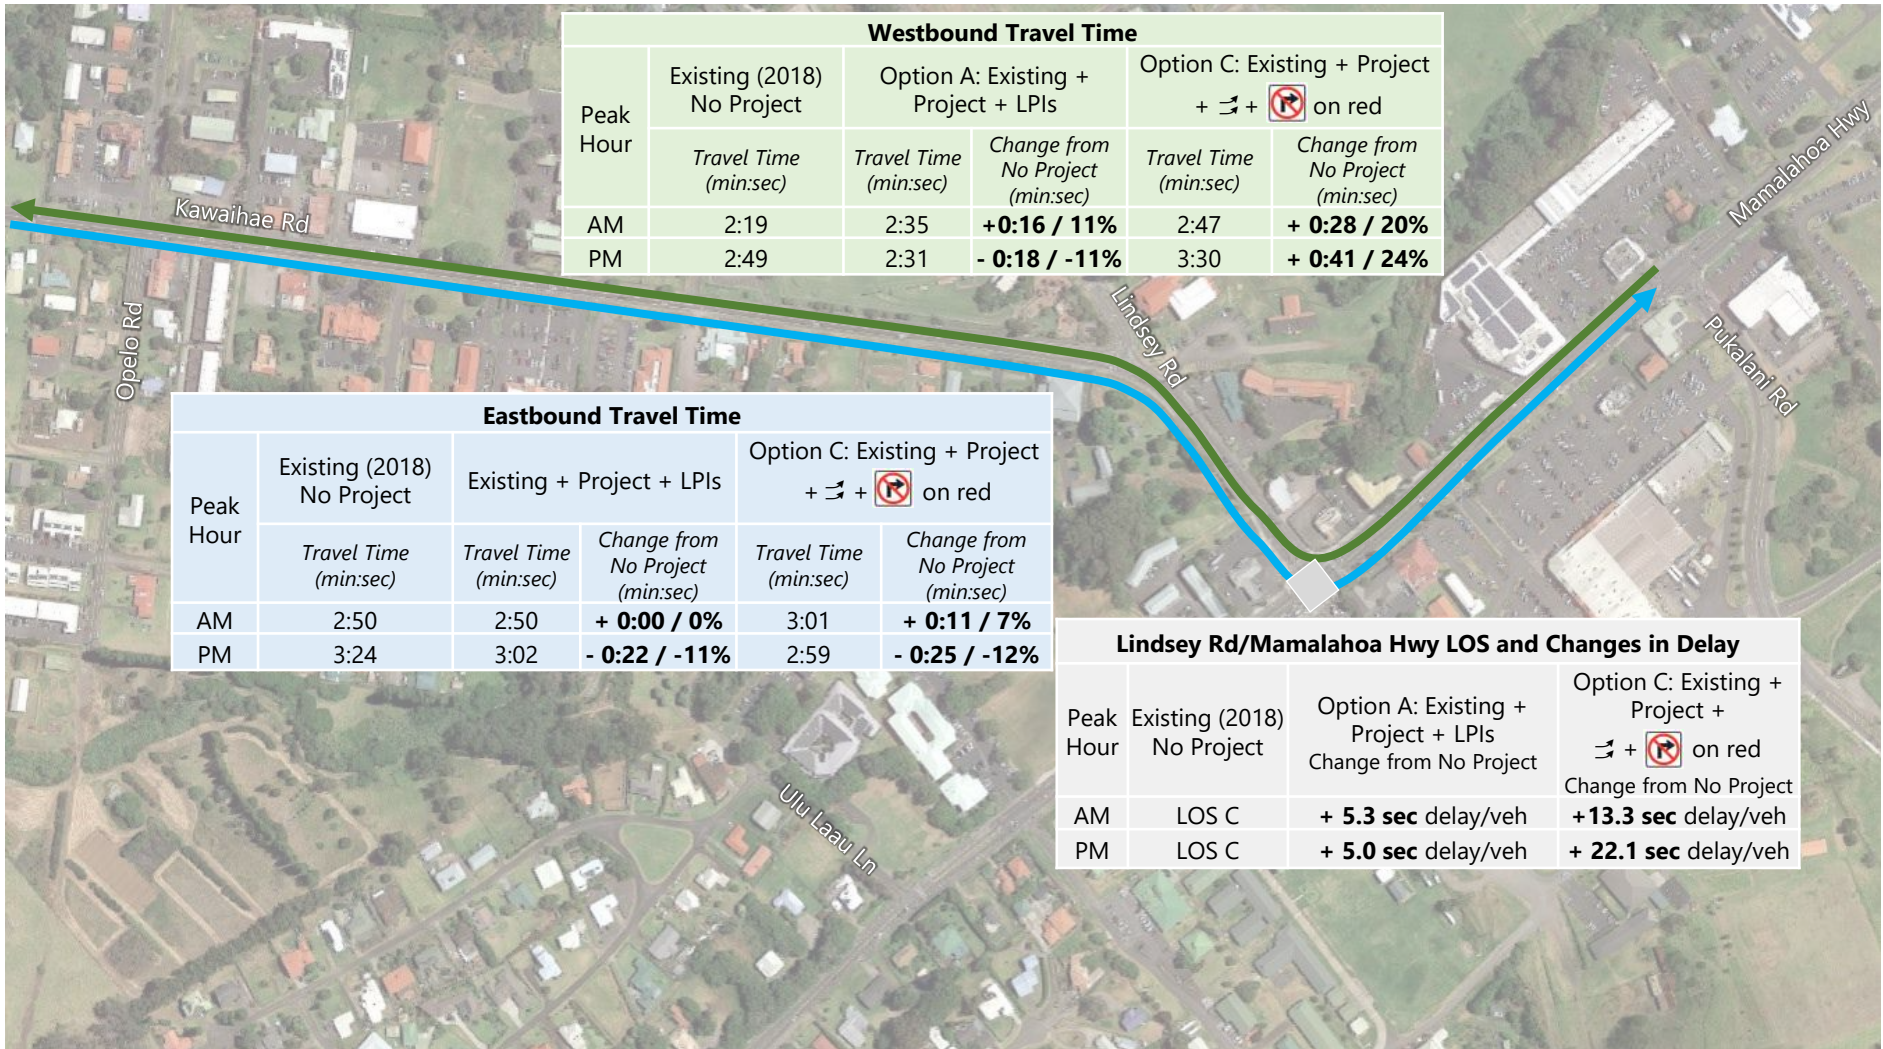 Westbound Travel Time
Peak
Hour
Existing (2018)
No Project
Option A: Existing +
Project + LPIs
Option C: Existing + Project
+ + on red
Travel Time
(min:sec)
Travel Time
(min:sec)
Change from
No Project
(min:sec)
Travel Time
(min:sec)
Change from
No Project
(min:sec)
AM 2:19 2:35 +0:16 / 11% 2:47 + 0:28 / 20%
PM 2:49 2:31 - 0:18 / -11% 3:30 + 0:41 / 24%
Mamalahoa Hwy
Kawaihae Rd
Lindsey Rd
Opelo Rd
Pukalani Rd
Eastbound Travel Time
Peak
Hour
Existing (2018)
No Project
Existing + Project + LPIs
Option C: Existing + Project
+ + on red
Travel Time
(min:sec)
Travel Time
(min:sec)
Change from
No Project
(min:sec)
Travel Time
(min:sec)
Change from
No Project
(min:sec)
AM 2:50 2:50 + 0:00 / 0% 3:01 + 0:11 / 7%
PM 3:24 3:02 - 0:22 / -11% 2:59 - 0:25 / -12%
Lindsey Rd/Mamalahoa Hwy LOS and Changes in Delay
Peak
Hour
Existing (2018)
No Project
Option A: Existing +
Project + LPIs
Change from No Project
Option C: Existing +
Project +
+ on red
Change from No Project
AM LOS C + 5.3 sec delay/veh +13.3 sec delay/veh
PM LOS C + 5.0 sec delay/veh + 22.1 sec delay/veh
Ulu Laau Ln